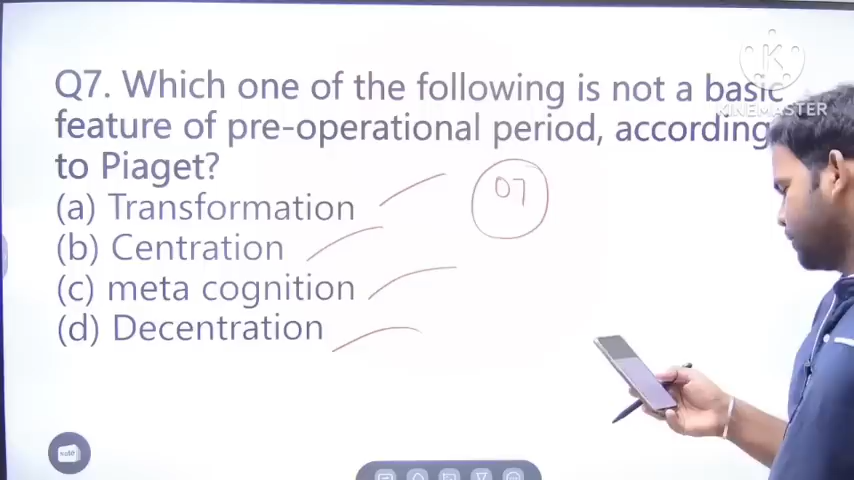 Q7. Which one of the following is not a basic
KINEMASTER
feature of pre-operational period, according
to Piaget?
07
(a) Transformation
(b) Centration
(c) meta cognition
(d) Decentration